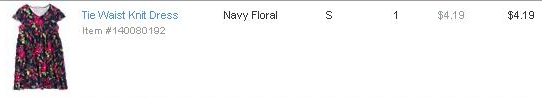 Tie Waist Knit Dress Navy Floral S 1 $4.19 $4.19
Item #140080192